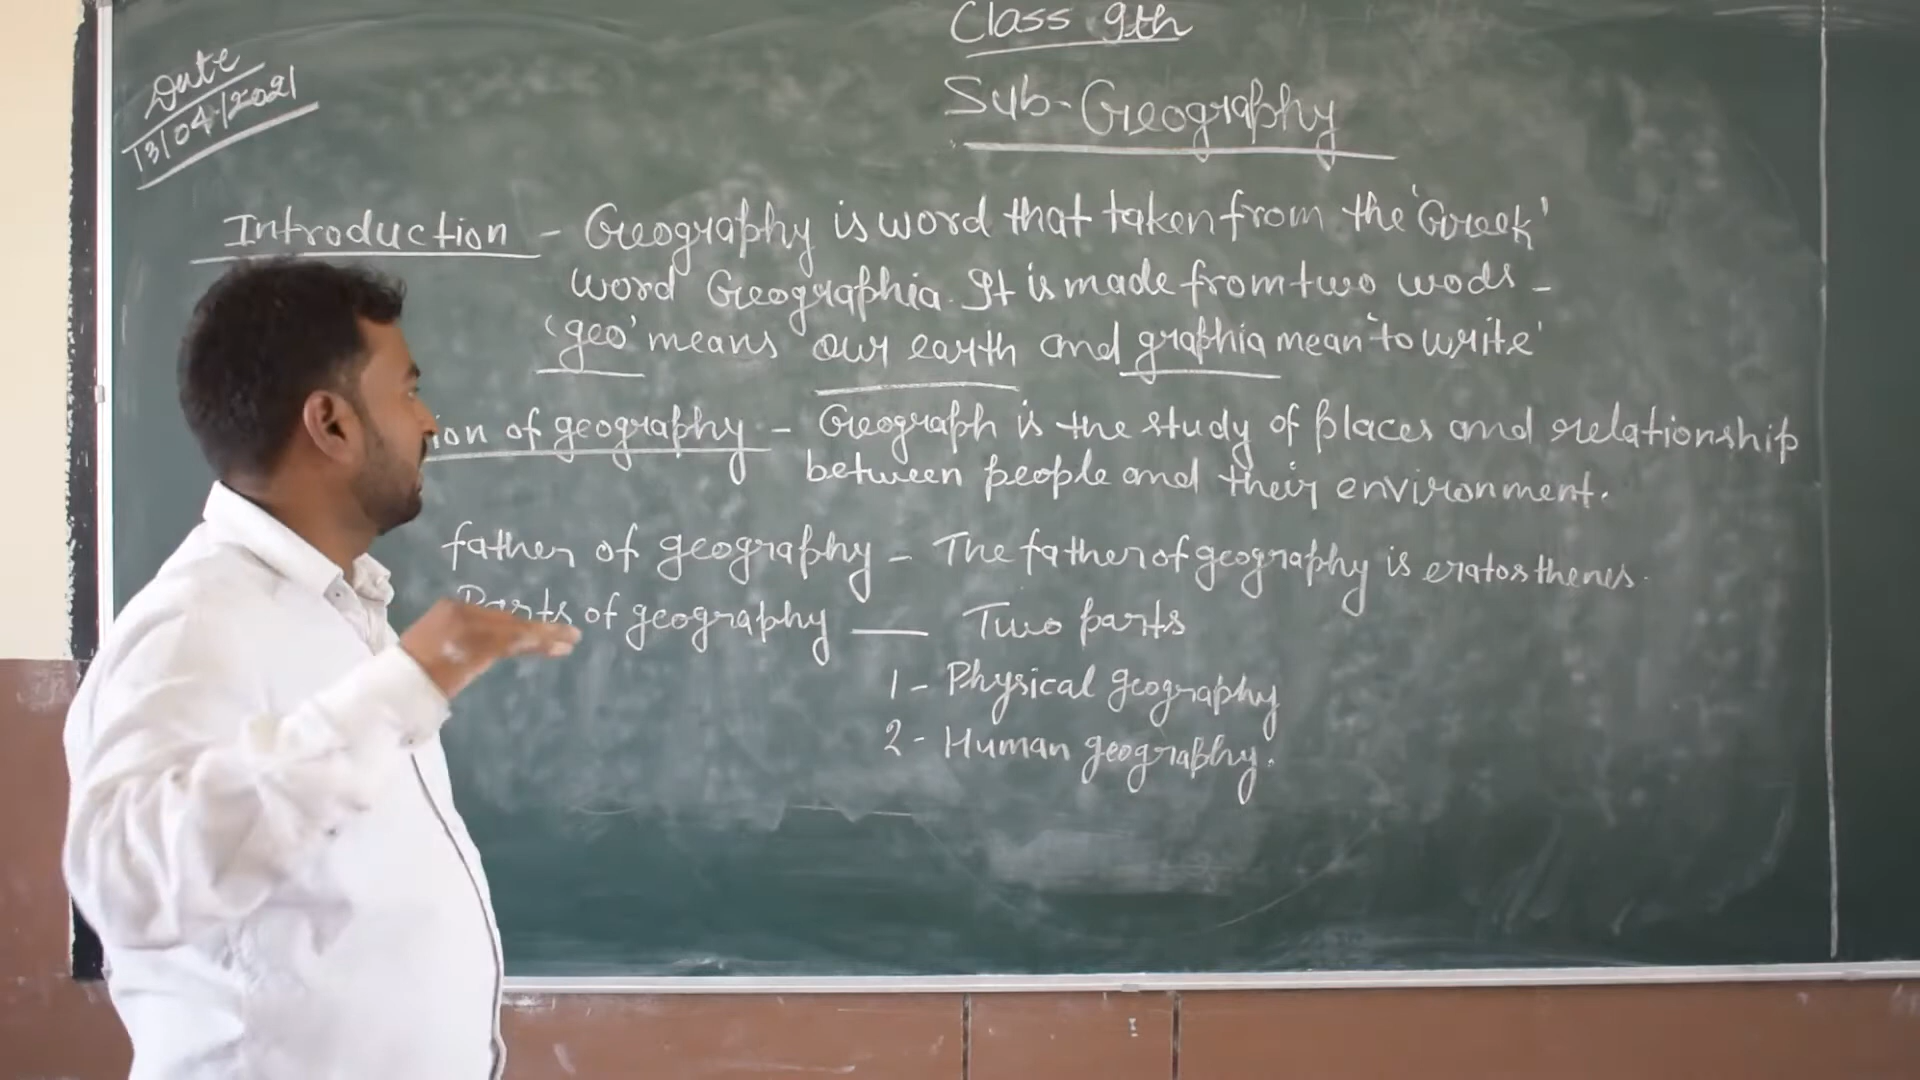 Class 9th
Date
13/04/2021
Sub-Geography
Introduction - Geography is word that taken from the 'Greek'
word Geographia. It is made from two wods -
'geo' means our earth and graphia mean "to write"
ion of geography - Geograph is the study of places and relationship
between people and their environment.
father of geography - The father of geography is eratosthenes.
Parts of geography — Two parts
1- Physical geography
2- Human geography.